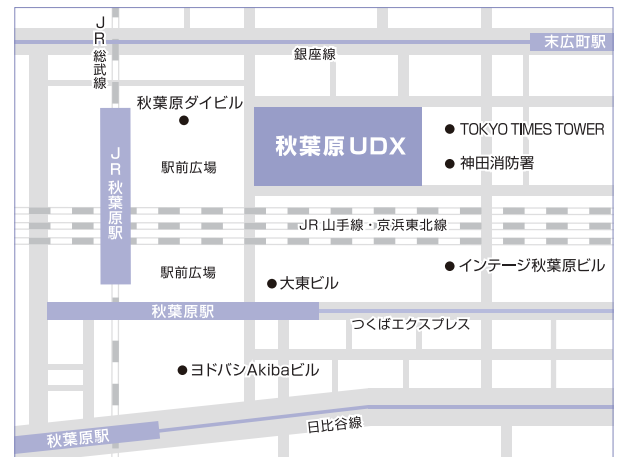 JR総武線
銀座線
末広町駅
秋葉原ダイビル
秋葉原UDX
TOKYO TIMES TOWER
神田消防署
JR秋葉原駅
駅前広場
JR山手線・京浜東北線
駅前広場
大東ビル
インテージ秋葉原ビル
秋葉原駅
つくばエクスプレス
ヨドバシAkibaビル
秋葉原駅
日比谷線